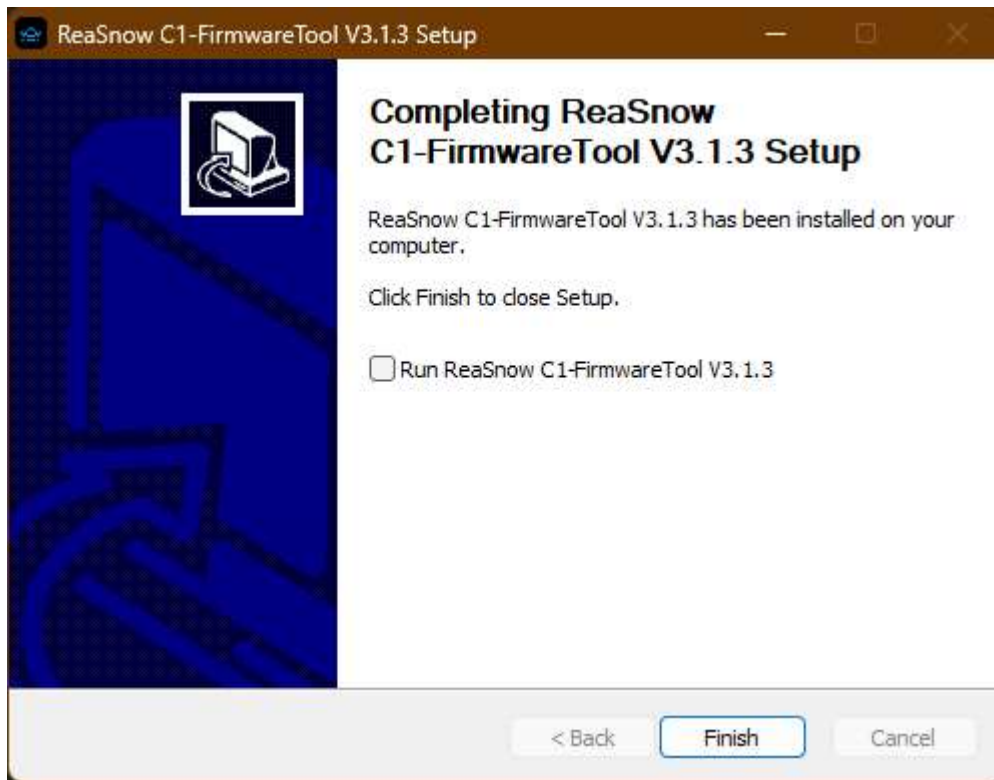 ReaSnow C1-FirmwareTool V3.1.3 Setup
Completing ReaSnow
C1-FirmwareTool V3.1.3 Setup
ReaSnow C1-FirmwareTool V3.1.3 has been installed on your
computer.
Click Finish to close Setup.
Run ReaSnow C1-FirmwareTool V3.1.3
< Back
Finish
Cancel